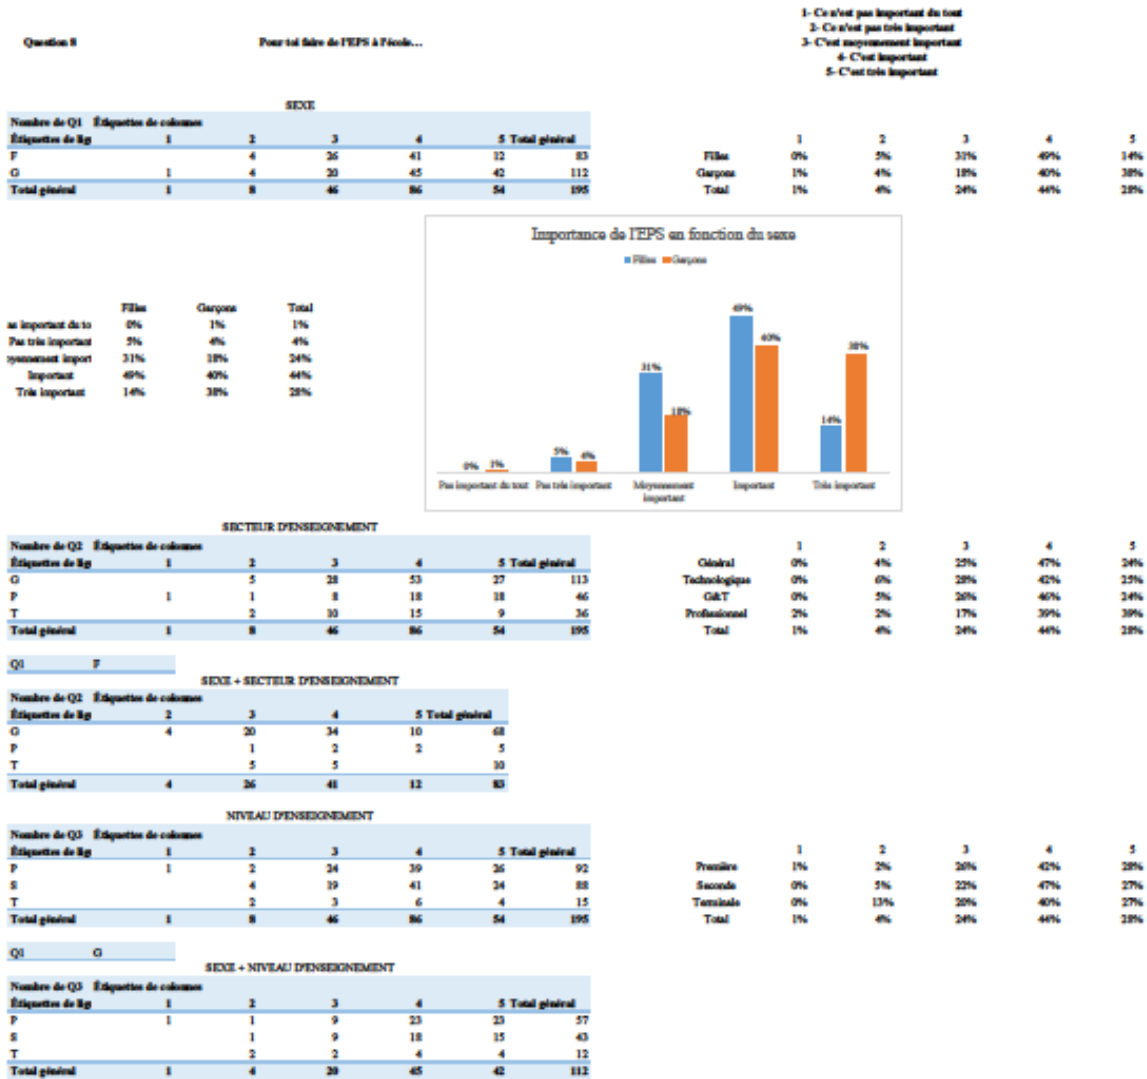 1- Ce n'est pas important du tout
2- Ce n'est pas très important
Question 8 Pour toi faire de l'EPS à l'école... 3- C'est moyennement important
4- C'est important
5- C'est très important
SEXE
Nombre de Q1 Étiquettes de colonnes
Étiquettes de lig 1 2 3 4 5 Total général
F 4 26 41 12 83
G 1 4 20 45 42 112
Total général 1 8 46 86 54 195
1 2 3 4 5
Filles 0% 5% 31% 49% 14%
Garçons 1% 4% 18% 40% 38%
Total 1% 4% 24% 44% 28%
Importance de l'EPS en fonction du sexe
Filles Garçons
Filles Garçons Total
as important du to 0% 1% 1%
Pas très important 5% 4% 4%
oyennement import 31% 18% 24%
Important 49% 40% 44%
Très important 14% 38% 28%
0% 1% 5% 4% 31% 18% 49% 40% 14% 38%
Pas important du tout Pas très important Moyennement important Important Très important
SECTEUR D'ENSEIGNEMENT
Nombre de Q2 Étiquettes de colonnes
Étiquettes de lig 1 2 3 4 5 Total général
G 5 28 53 27 113
P 1 1 8 18 18 46
T 2 10 15 9 36
Total général 1 8 46 86 54 195
1 2 3 4 5
Général 0% 4% 25% 47% 24%
Technologique 0% 6% 28% 42% 25%
G&T 0% 5% 26% 46% 24%
Professionnel 2% 2% 17% 39% 39%
Total 1% 4% 24% 44% 28%
Q1 F
SEXE + SECTEUR D'ENSEIGNEMENT
Nombre de Q2 Étiquettes de colonnes
Étiquettes de lig 2 3 4 5 Total général
G 4 20 34 10 68
P 1 2 2 5
T 5 5 10
Total général 4 26 41 12 83
NIVEAU D'ENSEIGNEMENT
Nombre de Q3 Étiquettes de colonnes
Étiquettes de lig 1 2 3 4 5 Total général
P 1 2 24 39 26 92
S 4 19 41 24 88
T 2 3 6 4 15
Total général 1 8 46 86 54 195
1 2 3 4 5
Première 1% 2% 26% 42% 28%
Seconde 0% 5% 22% 47% 27%
Terminale 0% 13% 20% 40% 27%
Total 1% 4% 24% 44% 28%
Q1 G
SEXE + NIVEAU D'ENSEIGNEMENT
Nombre de Q3 Étiquettes de colonnes
Étiquettes de lig 1 2 3 4 5 Total général
P 1 1 9 23 23 57
S 1 9 18 15 43
T 2 2 4 4 12
Total général 1 4 20 45 42 112